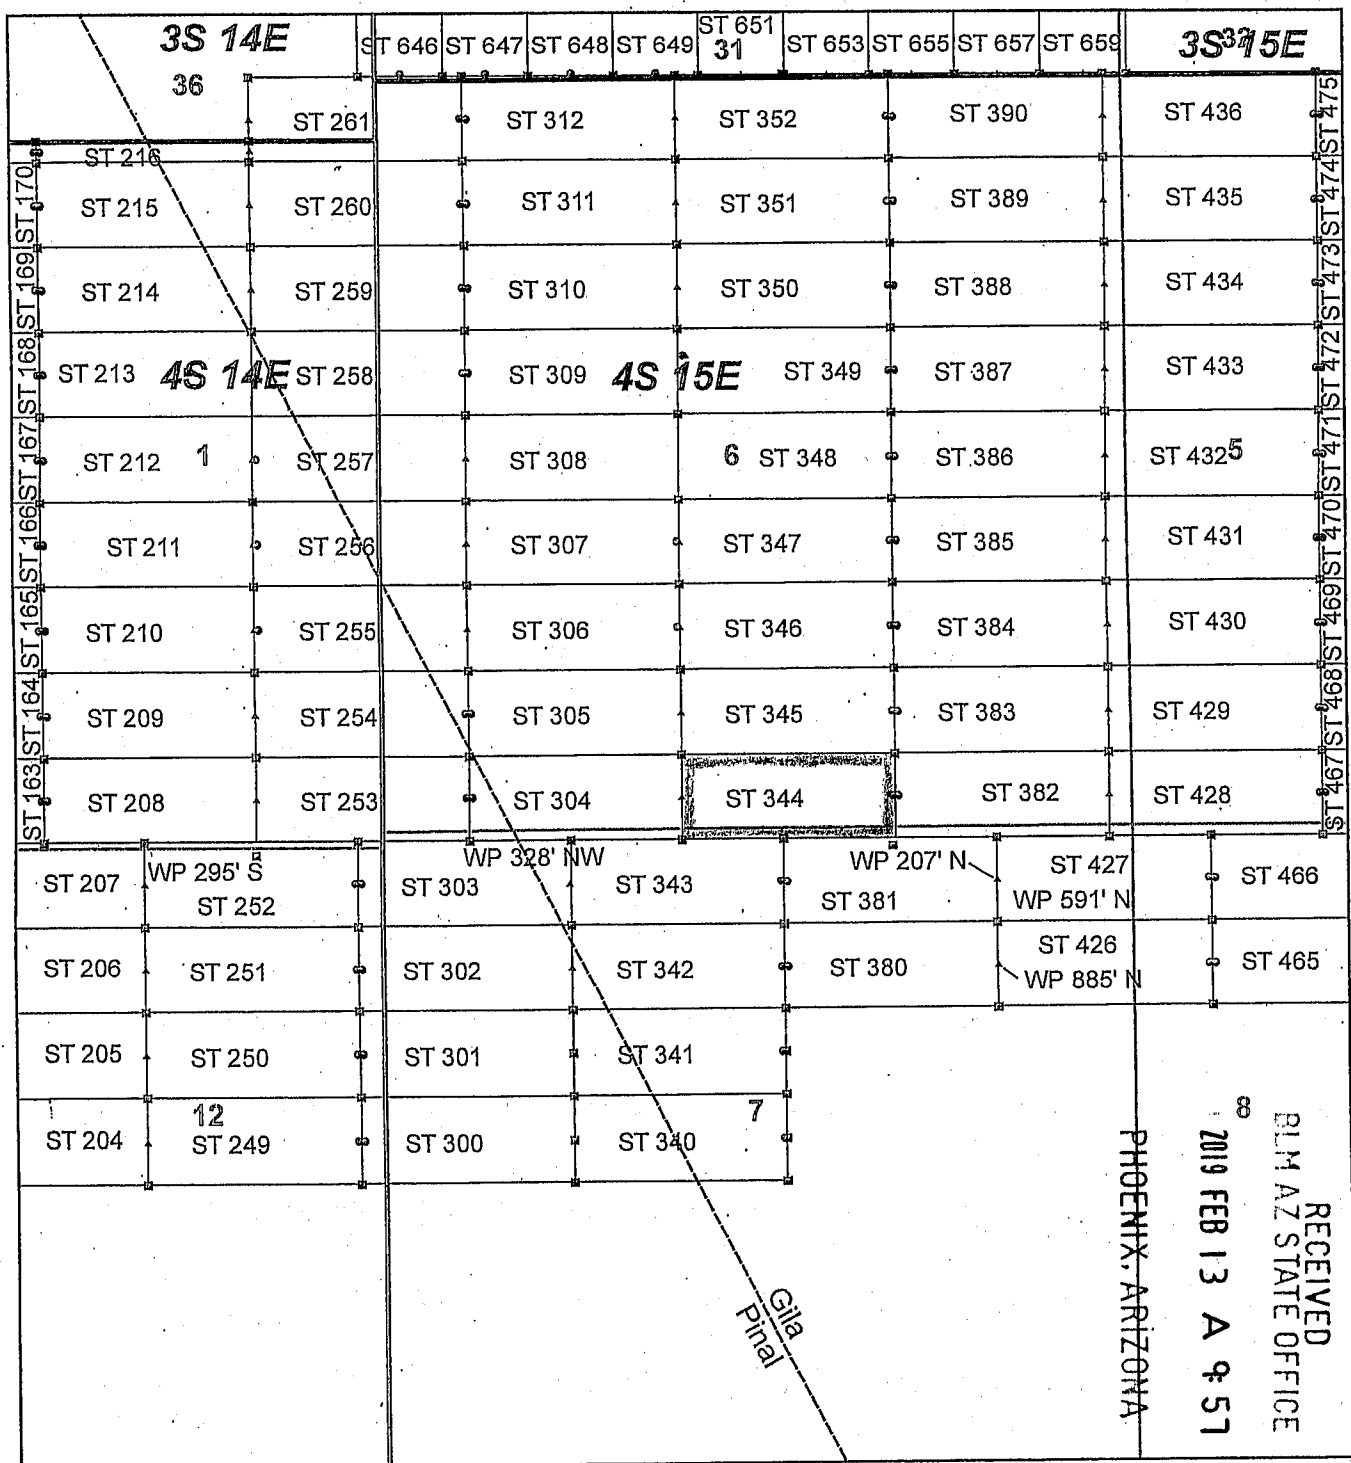 3S 14E
ST 646 ST 647 ST 648 ST 649 ST 651 ST 653 ST 655 ST 657 ST 659
31
3S 15E
32
36
ST 261 ST 312 ST 352 ST 390 ST 436 ST 475
ST 216
ST 170 ST 215 ST 260 ST 311 ST 351 ST 389 ST 435 ST 474
ST 169 ST 214 ST 259 ST 310 ST 350 ST 388 ST 434 ST 473
ST 168 ST 213 4S 14E ST 258 ST 309 4S 15E ST 349 ST 387 ST 433 ST 472
ST 167 ST 212 1 ST 257 ST 308 6 ST 348 ST 386 ST 432 5 ST 471
ST 166 ST 211 ST 256 ST 307 ST 347 ST 385 ST 431 ST 470
ST 165 ST 210 ST 255 ST 306 ST 346 ST 384 ST 430 ST 469
ST 164 ST 209 ST 254 ST 305 ST 345 ST 383 ST 429 ST 468
ST 163 ST 208 ST 253 ST 304 ST 344 ST 382 ST 428 ST 467
WP 295' S WP 328' NW WP 207' N
ST 207 ST 252 ST 303 ST 343 ST 381 ST 427 ST 466
WP 591' N
ST 206 ST 251 ST 302 ST 342 ST 380 ST 426 ST 465
WP 885' N
ST 205 ST 250 ST 301 ST 341
12 7 8
ST 204 ST 249 ST 300 ST 340
Gila
Pinal
RECEIVED
BLM AZ STATE OFFICE
2019 FEB 13 A 9:57
PHOENIX, ARIZONA